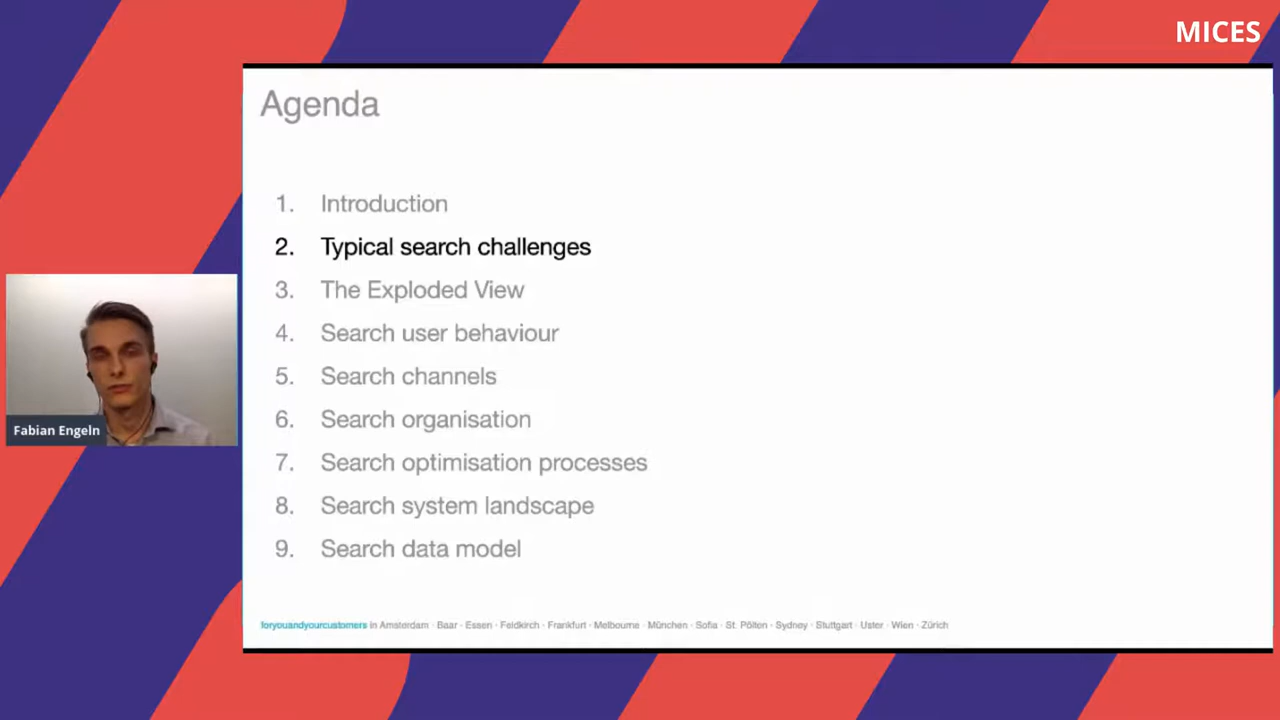 MICES
Agenda
1. Introduction
2. Typical search challenges
3. The Exploded View
4. Search user behaviour
5. Search channels
6. Search organisation
7. Search optimisation processes
8. Search system landscape
9. Search data model
Fabian Engeln
foryouandyourcustomers in Amsterdam · Baar · Essen · Feldkirch · Frankfurt · Melbourne · München · Sofia · St. Pölten · Sydney · Stuttgart · Uster · Wien · Zürich